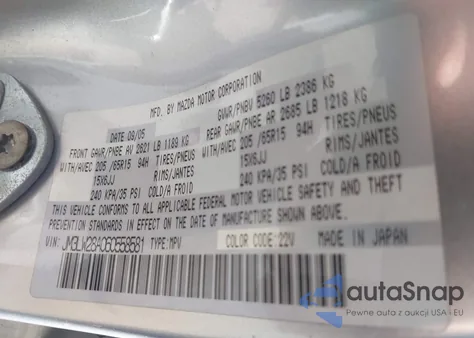 MFD. BY MAZDA MOTOR CORPORATION
DATE 09/05
GVWR/PNBV 5260 LB 2386 KG
FRONT GAWR/PNBE AV 2621 LB 1189 KG
REAR GAWR/PNBE AR 2685 LB 1218 KG
WITH/AVEC 205 /65R15 94H TIRES/PNEUS
WITH/AVEC 205 /65R15 94H TIRES/PNEUS
15X6JJ RIMS/JANTES
15X6JJ RIMS/JANTES
240 KPA/35 PSI COLD/A FROID
240 KPA/35 PSI COLD/A FROID
THIS VEHICLE CONFORMS TO ALL APPLICABLE FEDERAL MOTOR VEHICLE SAFETY AND THEFT
PREVENTION STANDARDS IN EFFECT ON THE DATE OF MANUFACTURE SHOWN ABOVE.
VIN: TYPE:MPV COLOR CODE:22V MADE IN JAPAN
autoSnap
Pewne auta z aukcji USA i EU